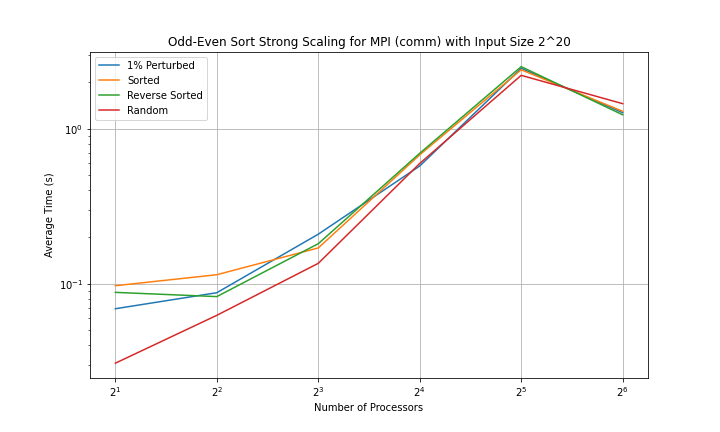 Odd-Even Sort Strong Scaling for MPI (comm) with Input Size 2^20
1% Perturbed
Sorted
Reverse Sorted
Random
Average Time (s)
10⁰
10⁻¹
2¹ 2² 2³ 2⁴ 2⁵ 2⁶
Number of Processors